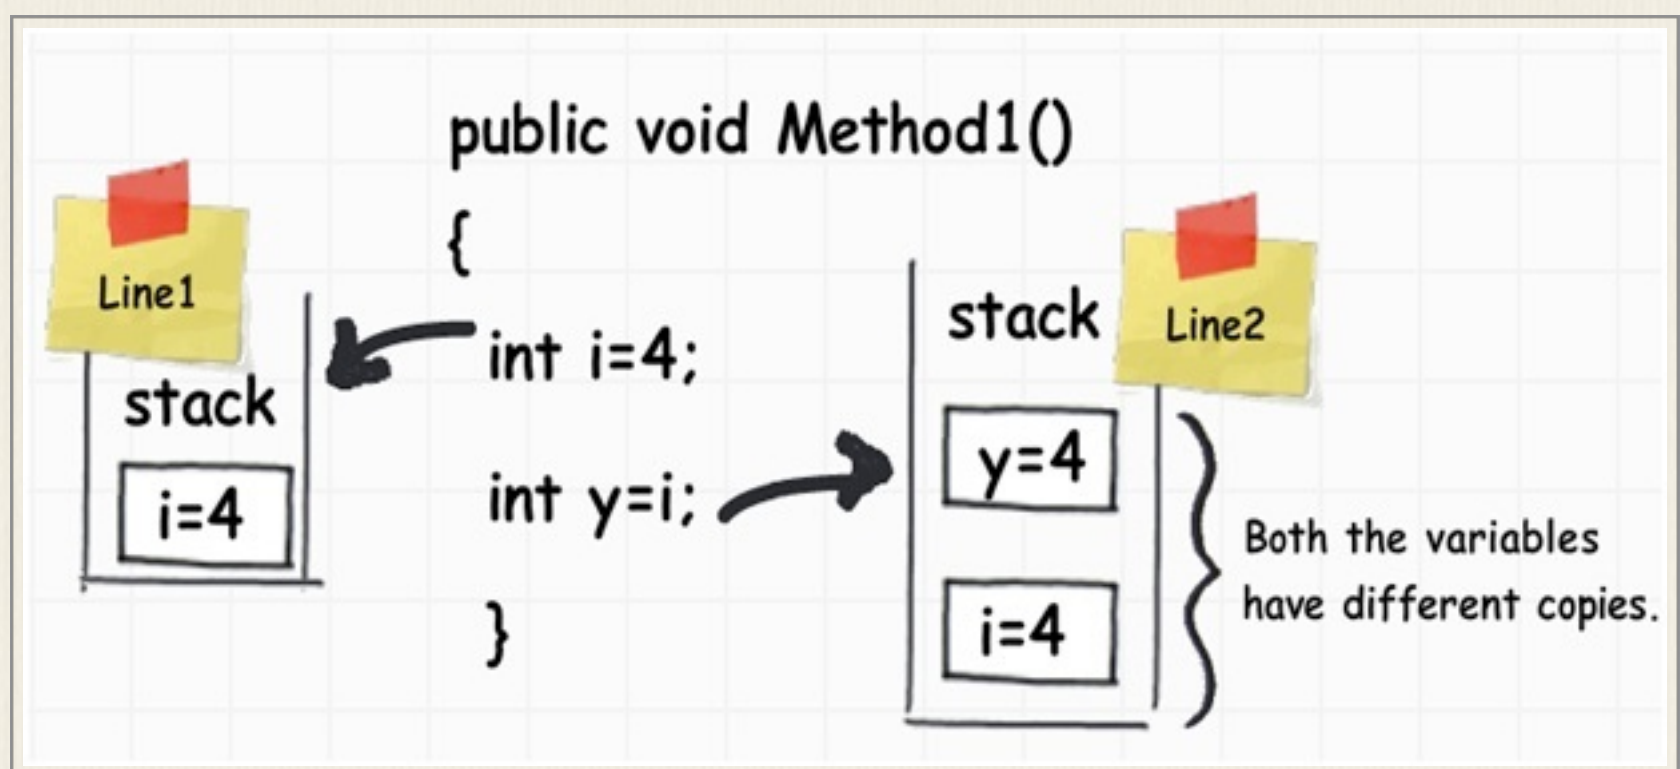 public void Method1()
{
Line1
stack
i=4
int i=4;
int y=i;
}
stack
Line2
y=4
i=4
Both the variables
have different copies.